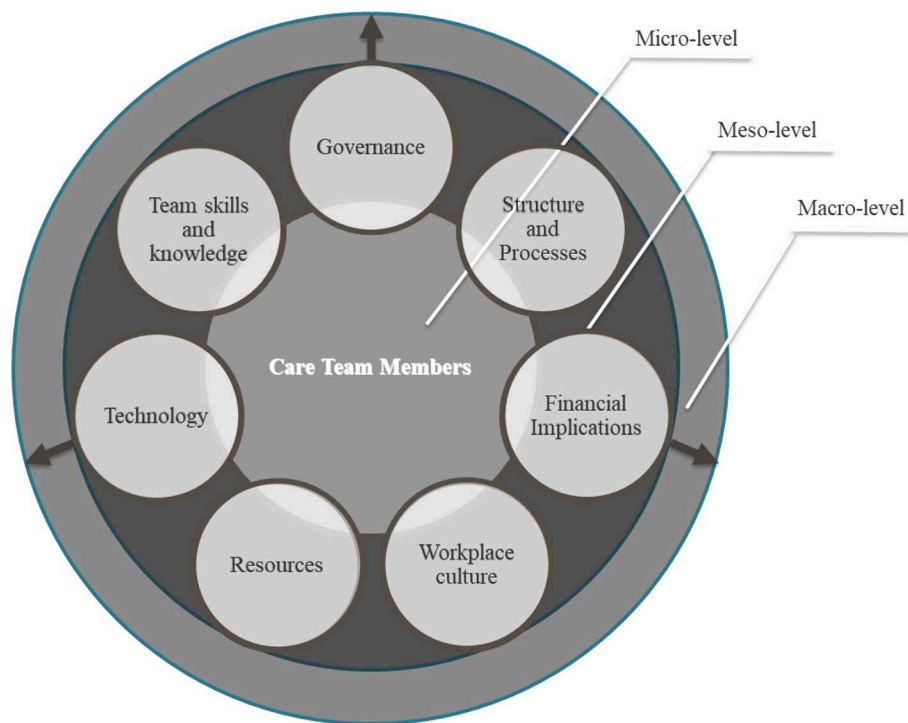 Micro-level
Meso-level
Macro-level
Governance
Team skills
and
knowledge
Structure
and
Processes
Care Team Members
Technology
Financial
Implications
Resources
Workplace
culture